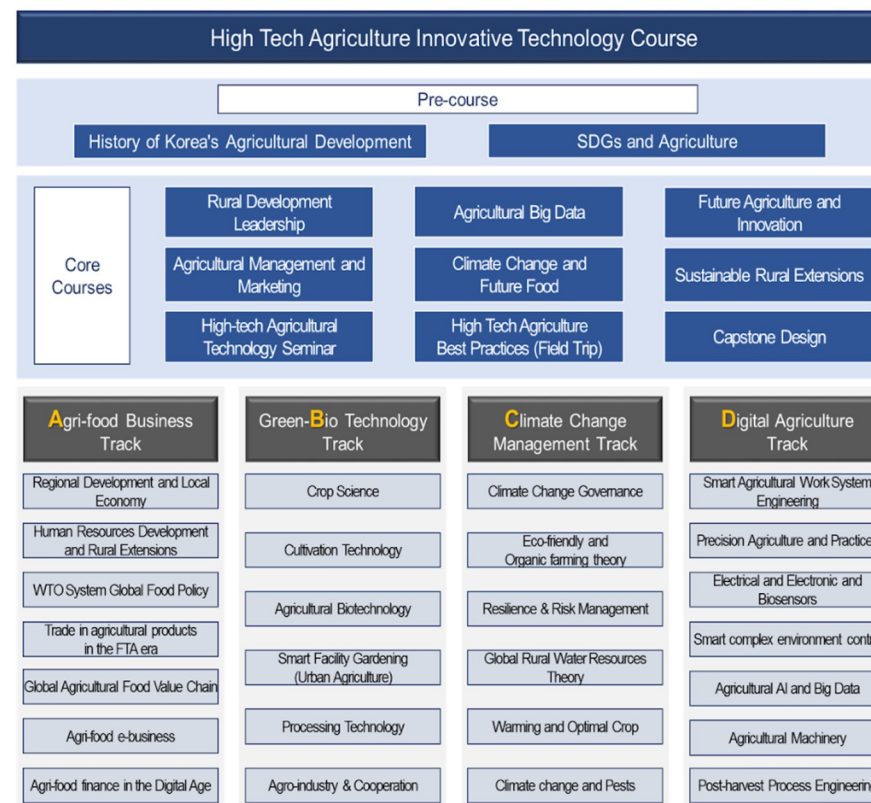 High Tech Agriculture Innovative Technology Course
Pre-course
History of Korea's Agricultural Development
SDGs and Agriculture
Core
Courses
Rural Development
Leadership
Agricultural Big Data
Future Agriculture and
Innovation
Agricultural Management and
Marketing
Climate Change and
Future Food
Sustainable Rural Extensions
High-tech Agricultural
Technology Seminar
High Tech Agriculture
Best Practices (Field Trip)
Capstone Design
Agri-food Business
Track
Regional Development and Local
Economy
Human Resources Development
and Rural Extensions
WTO System Global Food Policy
Trade in agricultural products
in the FTA era
Global Agricultural Food Value Chain
Agri-food e-business
Agri-food finance in the Digital Age
Green-Bio Technology
Track
Crop Science
Cultivation Technology
Agricultural Biotechnology
Smart Facility Gardening
(Urban Agriculture)
Processing Technology
Agro-industry & Cooperation
Climate Change
Management Track
Climate Change Governance
Eco-friendly and
Organic farming theory
Resilience & Risk Management
Global Rural Water Resources
Theory
Warming and Optimal Crop
Climate change and Pests
Digital Agriculture
Track
Smart Agricultural Work System
Engineering
Precision Agriculture and Practice
Electrical and Electronic and
Biosensors
Smart complex environment
Agricultural AI and Big Data
Agricultural Machinery
Post-harvest Process Engineering